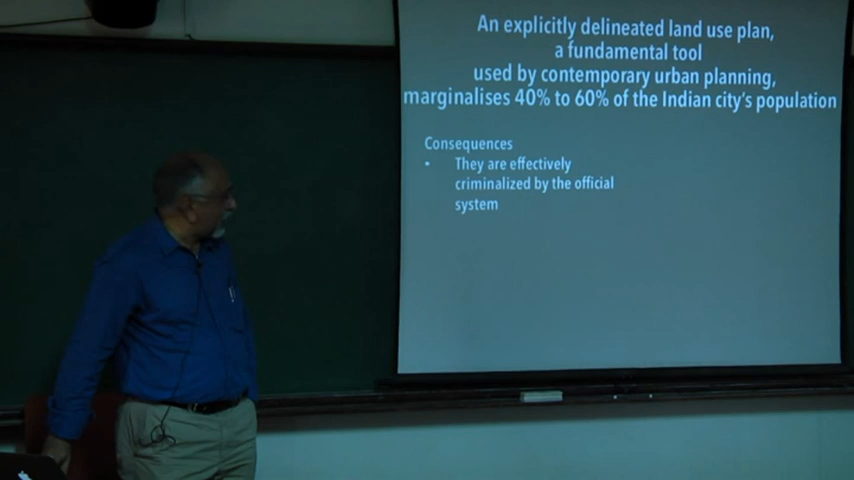 An explicitly delineated land use plan,
a fundamental tool
used by contemporary urban planning,
marginalises 40% to 60% of the Indian city's population
Consequences
• They are effectively
criminalized by the official
system